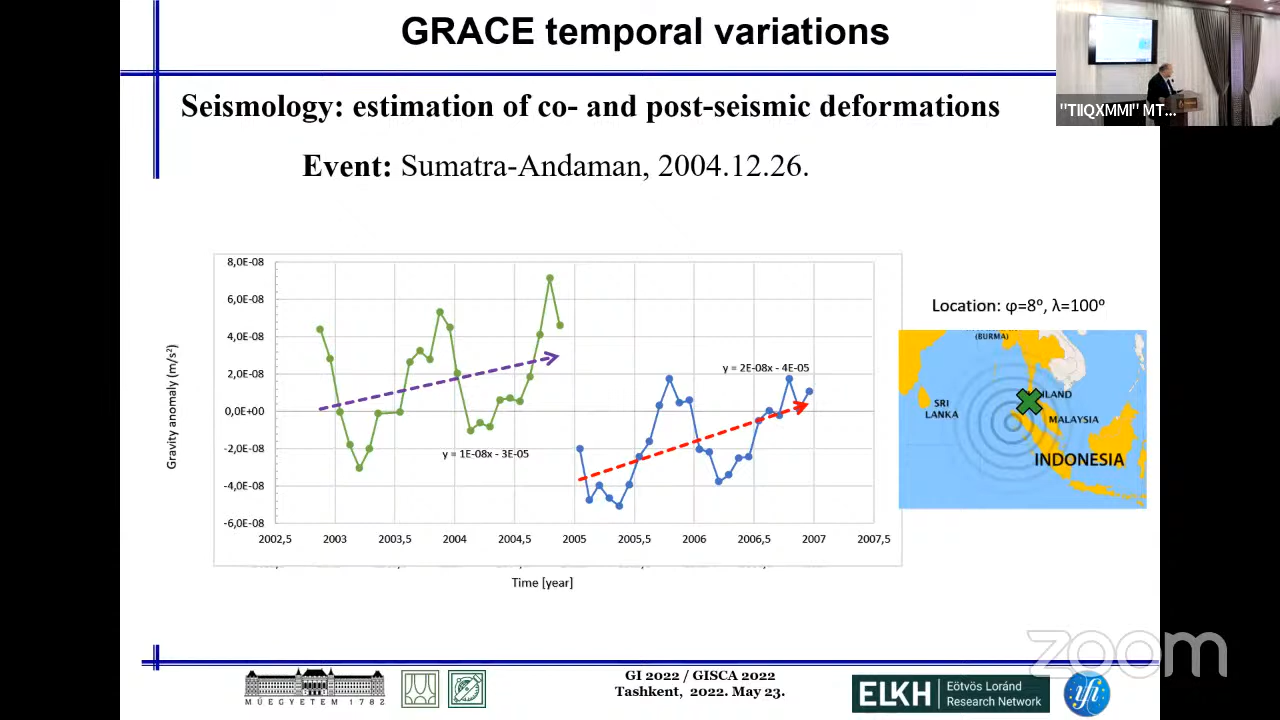 GRACE temporal variations
"TIIQXMMI" MT...
Seismology: estimation of co- and post-seismic deformations
Event: Sumatra-Andaman, 2004.12.26.
8,0E-08
6,0E-08
4,0E-08
2,0E-08
0,0E+00
-2,0E-08
-4,0E-08
-6,0E-08
Gravity anomaly (m/s²)
y = 1E-08x - 3E-05
y = 2E-08x - 4E-05
2002,5 2003 2003,5 2004 2004,5 2005 2005,5 2006 2006,5 2007 2007,5
Time [year]
Location: φ=8º, λ=100º
(BURMA)
SRI
LANKA
ILAND
MALAYSIA
INDONESIA
zoom
MŰEGYETEM 1782
GI 2022 / GISCA 2022
Tashkent, 2022. May 23.
ELKH
Eötvös Loránd
Research Network